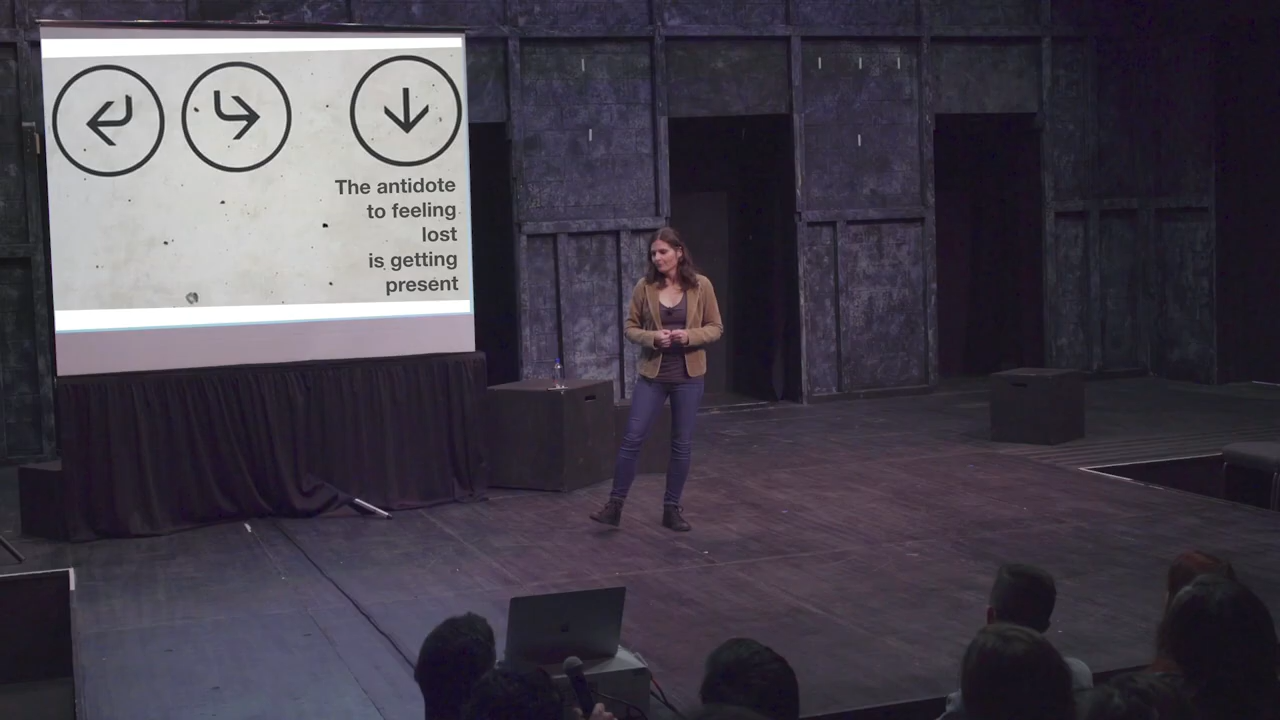 The antidote
to feeling
lost
is getting
present